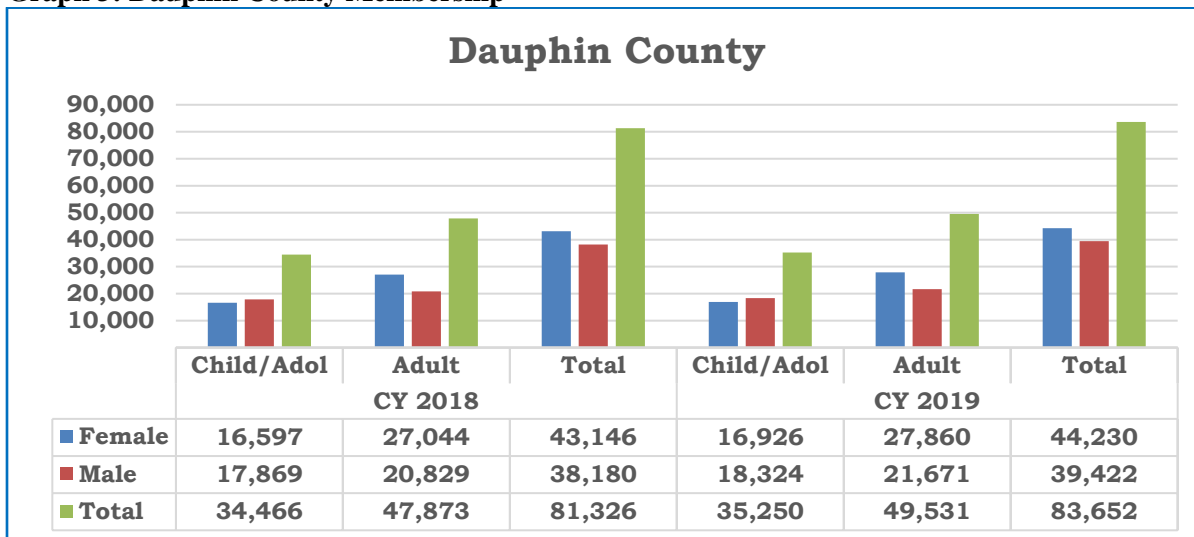 Dauphin County
90,000
80,000
70,000
60,000
50,000
40,000
30,000
20,000
10,000
Child/Adol Adult Total Child/Adol Adult Total
CY 2018 CY 2019
Female 16,597 27,044 43,146 16,926 27,860 44,230
Male 17,869 20,829 38,180 18,324 21,671 39,422
Total 34,466 47,873 81,326 35,250 49,531 83,652